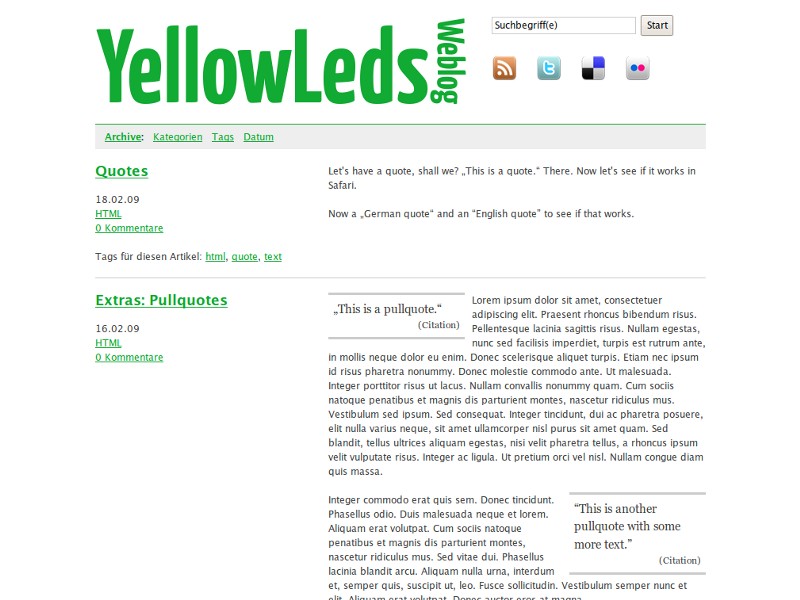 YellowLeds Weblog
Suchbegriff(e) Start
Archive: Kategorien Tags Datum
Quotes
18.02.09
HTML
0 Kommentare
Tags für diesen Artikel: html, quote, text
Let's have a quote, shall we? „This is a quote.“ There. Now let's see if it works in
Safari.
Now a „German quote“ and an “English quote” to see if that works.
Extras: Pullquotes
16.02.09
HTML
0 Kommentare
„This is a pullquote.“
(Citation)
Lorem ipsum dolor sit amet, consectetuer
adipiscing elit. Praesent rhoncus bibendum risus.
Pellentesque lacinia sagittis risus. Nullam egestas,
nunc sed facilisis imperdiet, turpis est rutrum ante,
in mollis neque dolor eu enim. Donec scelerisque aliquet turpis. Etiam nec ipsum
id risus pharetra nonummy. Donec molestie commodo ante. Ut malesuada.
Integer porttitor risus ut lacus. Nullam convallis nonummy quam. Cum sociis
natoque penatibus et magnis dis parturient montes, nascetur ridiculus mus.
Vestibulum sed ipsum. Sed consequat. Integer tincidunt, dui ac pharetra posuere,
elit nulla varius neque, sit amet ullamcorper nisl purus sit amet quam. Sed
blandit, tellus ultrices aliquam egestas, nisi velit pharetra tellus, a rhoncus ipsum
velit vulputate risus. Integer ac ligula. Ut pretium orci vel nisl. Nullam congue diam
quis massa.
Integer commodo erat quis sem. Donec tincidunt.
Phasellus odio. Duis malesuada neque et lorem.
Aliquam erat volutpat. Cum sociis natoque
penatibus et magnis dis parturient montes,
nascetur ridiculus mus. Sed vitae dui. Phasellus
lacinia blandit arcu. Aliquam nulla urna, interdum
et, semper quis, suscipit ut, leo. Fusce sollicitudin. Vestibulum semper nunc et
elit. Aliquam erat volutpat. Donec auctor eros at magna
“This is another
pullquote with some
more text.”
(Citation)